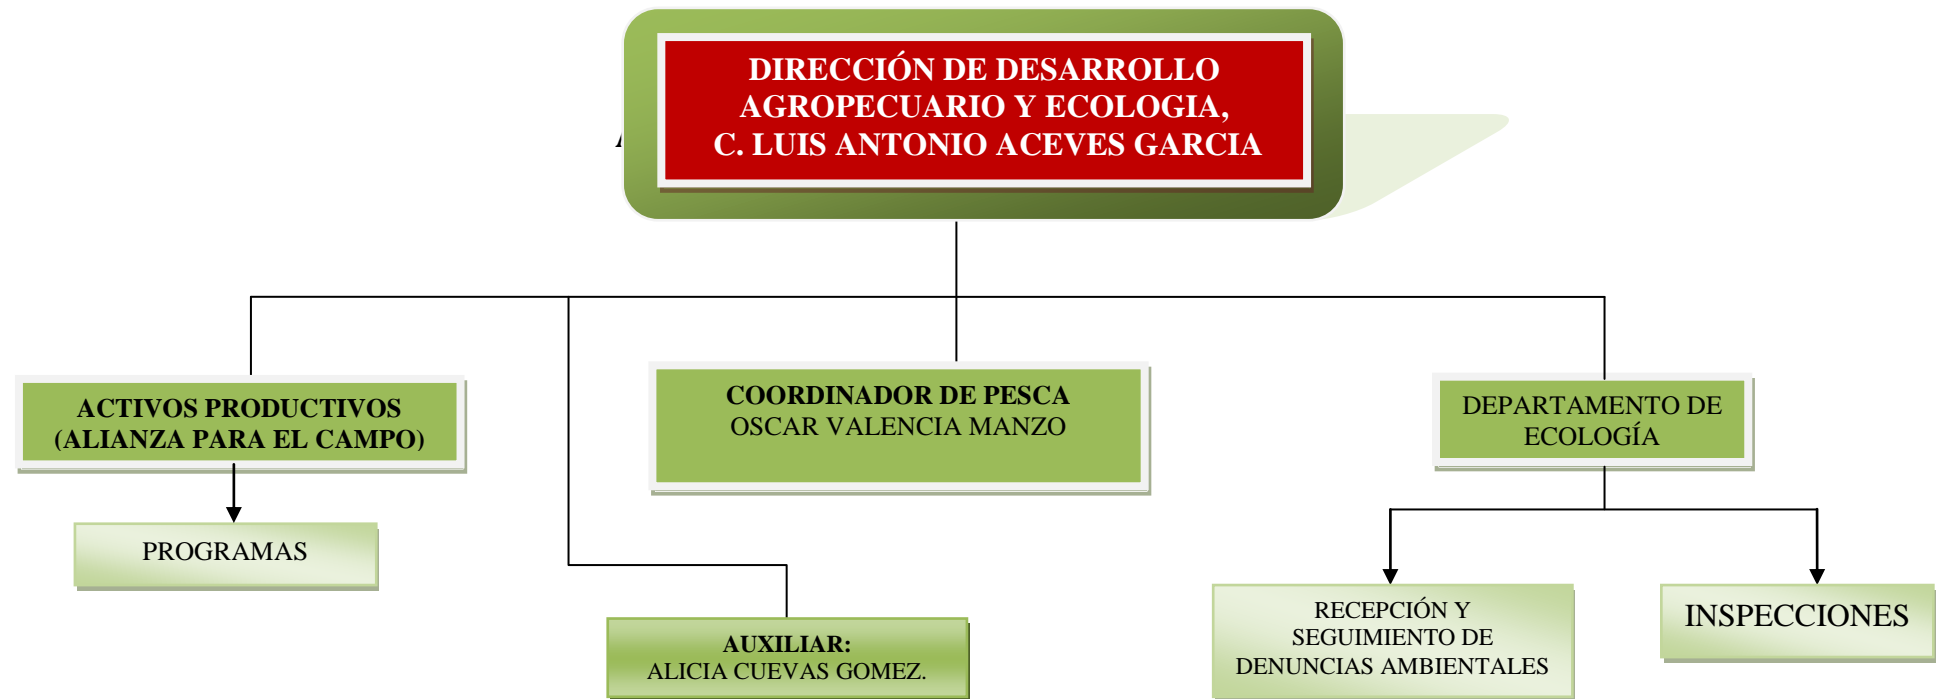 DIRECCIÓN DE DESARROLLO
AGROPECUARIO Y ECOLOGIA,
C. LUIS ANTONIO ACEVES GARCIA
ACTIVOS PRODUCTIVOS
(ALIANZA PARA EL CAMPO)
COORDINADOR DE PESCA
OSCAR VALENCIA MANZO
DEPARTAMENTO DE
ECOLOGÍA
PROGRAMAS
AUXILIAR:
ALICIA CUEVAS GOMEZ.
RECEPCIÓN Y
SEGUIMIENTO DE
DENUNCIAS AMBIENTALES
INSPECCIONES